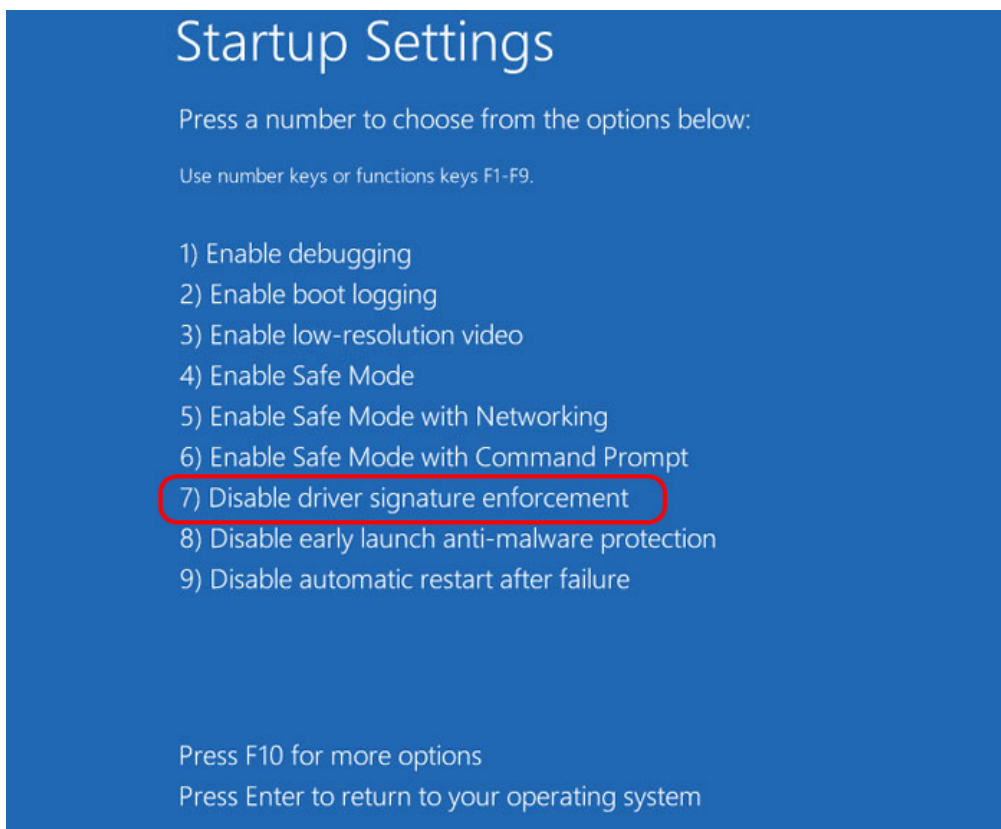 Startup Settings
Press a number to choose from the options below:
Use number keys or functions keys F1-F9.
1) Enable debugging
2) Enable boot logging
3) Enable low-resolution video
4) Enable Safe Mode
5) Enable Safe Mode with Networking
6) Enable Safe Mode with Command Prompt
7) Disable driver signature enforcement
8) Disable early launch anti-malware protection
9) Disable automatic restart after failure
Press F10 for more options
Press Enter to return to your operating system